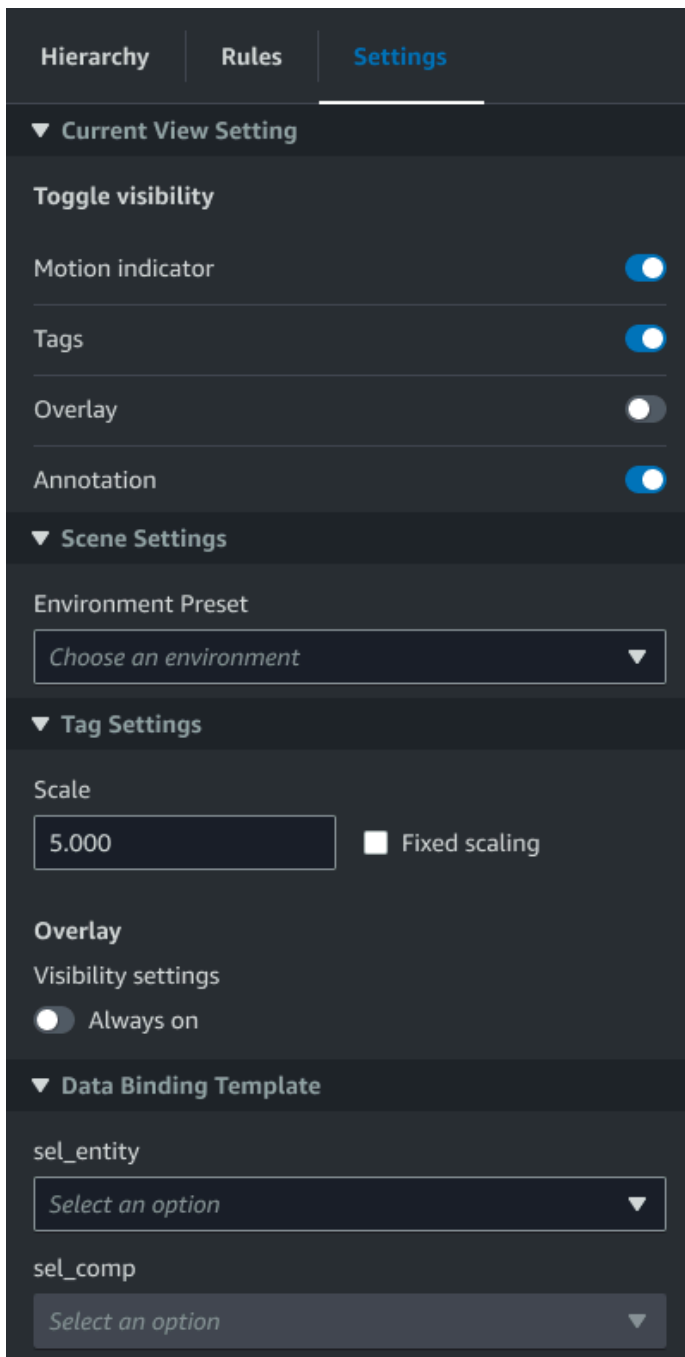 Hierarchy Rules Settings
Current View Setting
Toggle visibility
Motion indicator
Tags
Overlay
Annotation
Scene Settings
Environment Preset
Choose an environment
Tag Settings
Scale
5.000 Fixed scaling
Overlay
Visibility settings
Always on
Data Binding Template
sel_entity
Select an option
sel_comp
Select an option